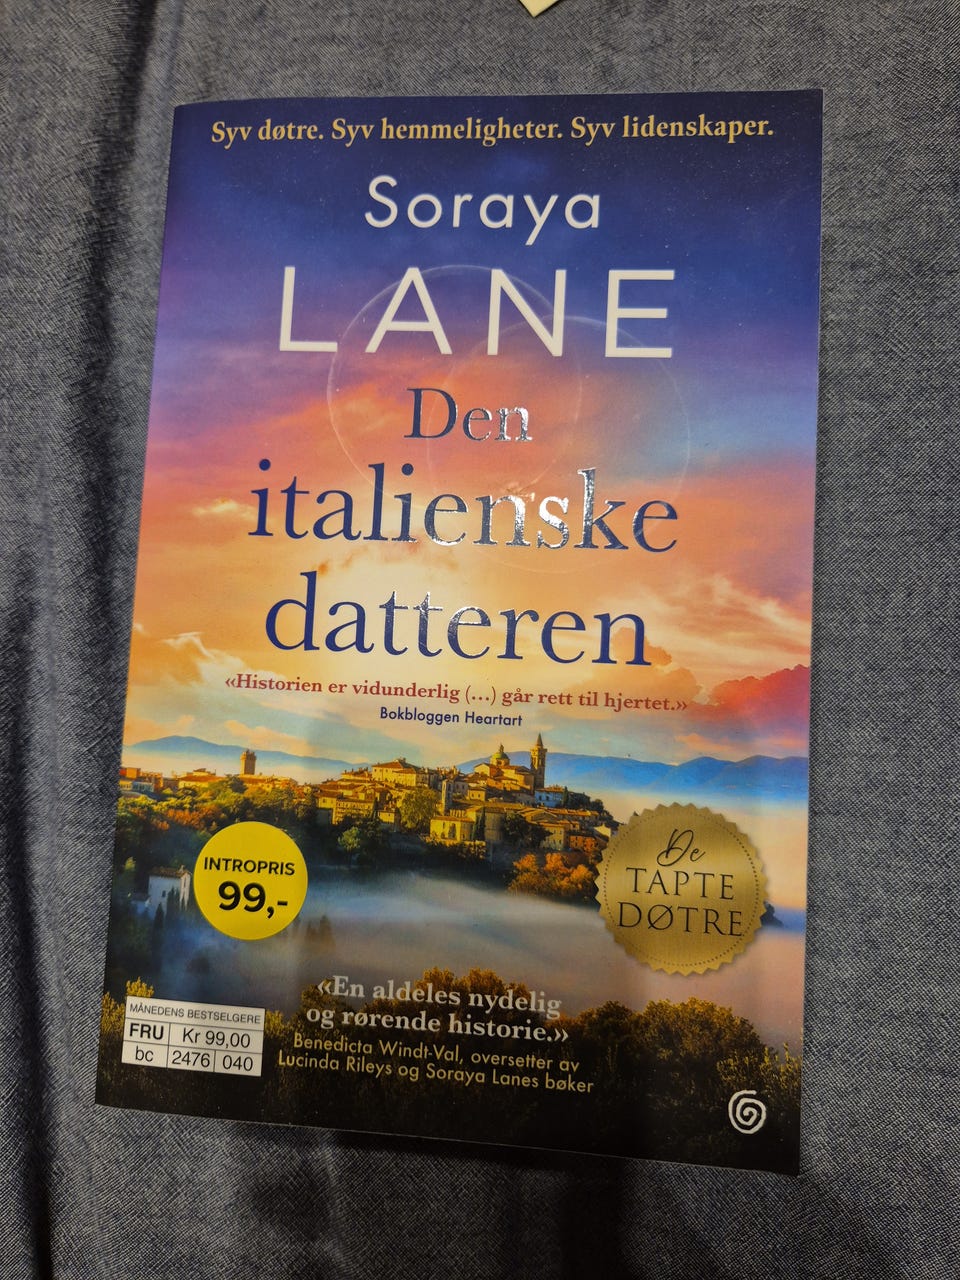 Syv døtre. Syv hemmeligheter. Syv lidenskaper.
Soraya
LANE
Den
italienske
datteren
«Historien er vidunderlig (...) går rett til hjertet.»
Bokbloggen Heartart
INTROPRIS
99,-
De
TAPTE
DØTRE
«En aldeles nydelig
og rørende historie.»
Benedicta Windt-Val, oversetter av
Lucinda Rileys og Soraya Lanes bøker
MÅNEDENS BESTSELGERE
FRU Kr 99,00
bc 2476 040